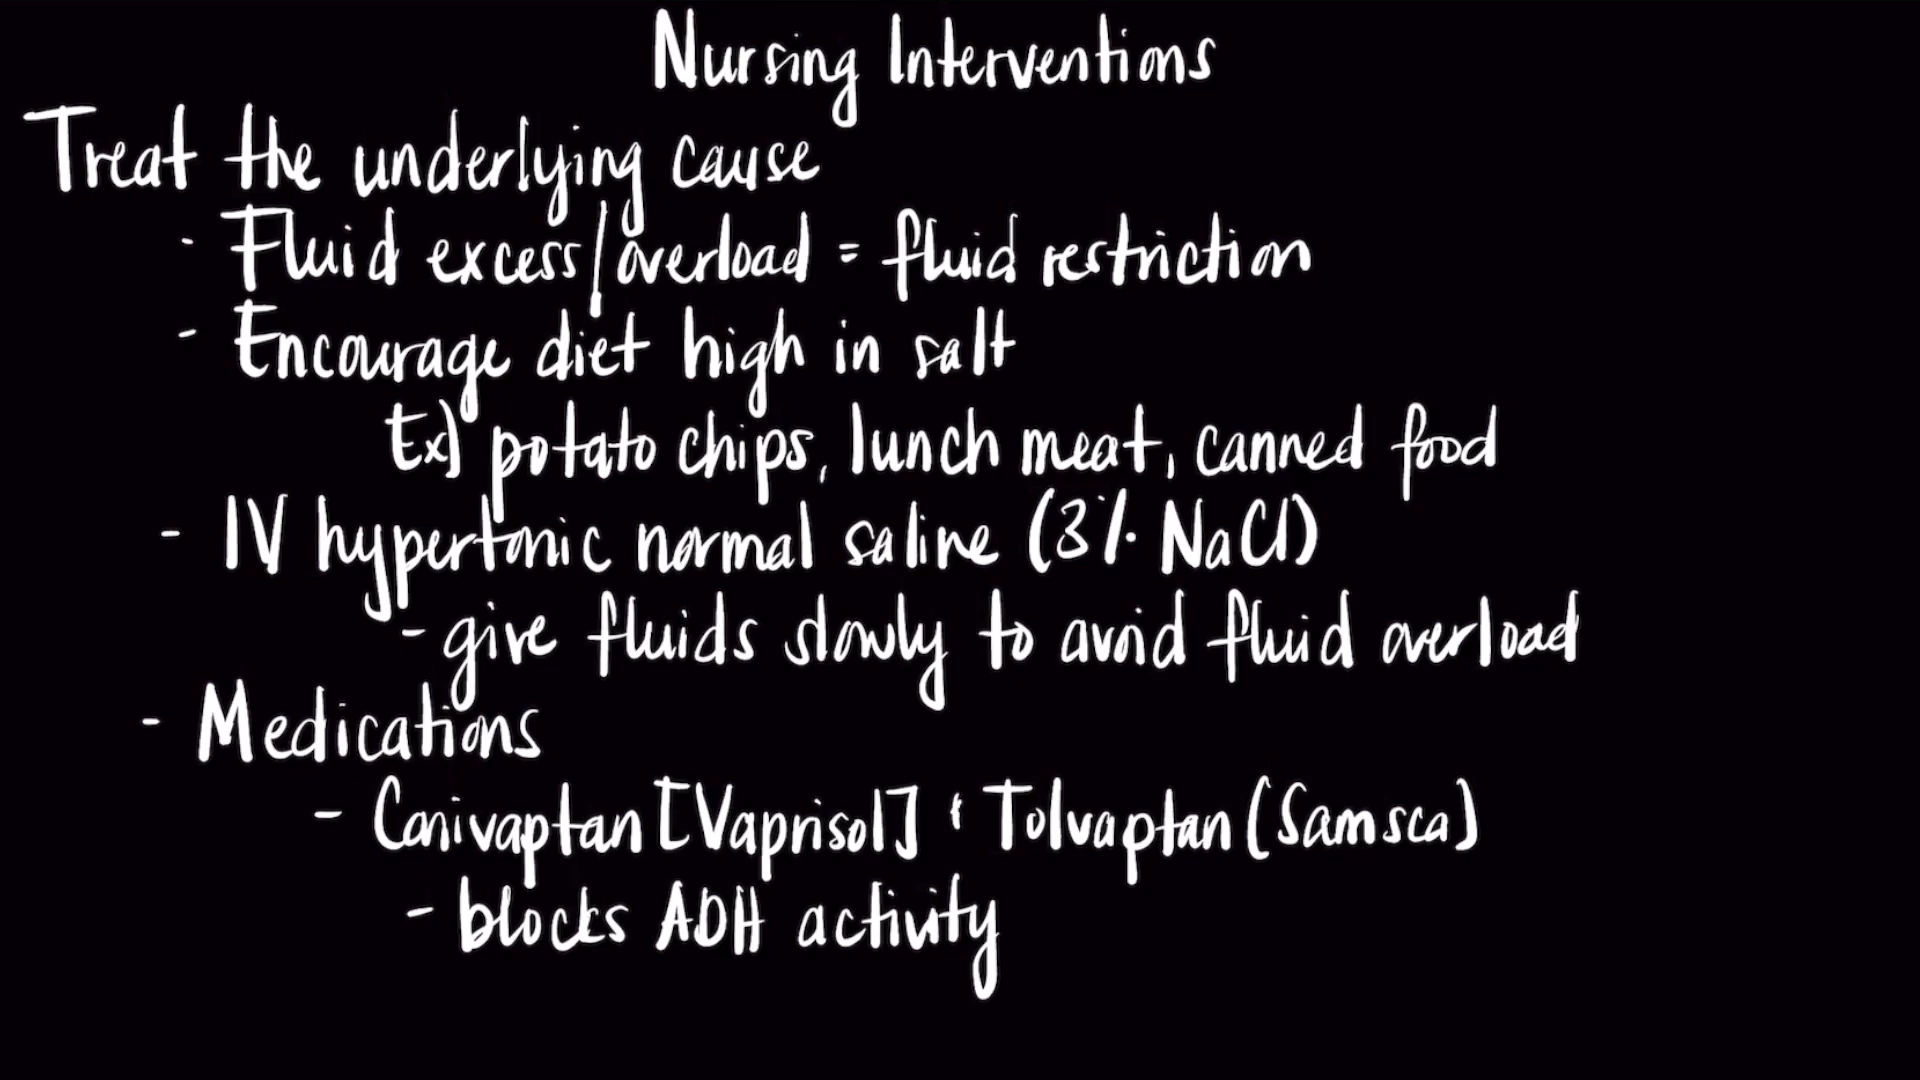 Nursing Interventions
Treat the underlying cause
- Fluid excess/overload = fluid restriction
- Encourage diet high in salt
Ex) potato chips, lunch meat, canned food
- IV hypertonic normal saline (3% NaCl)
- give fluids slowly to avoid fluid overload
- Medications
- Conivaptan [Vaprisol] & Tolvaptan (Samsca)
- blocks ADH activity